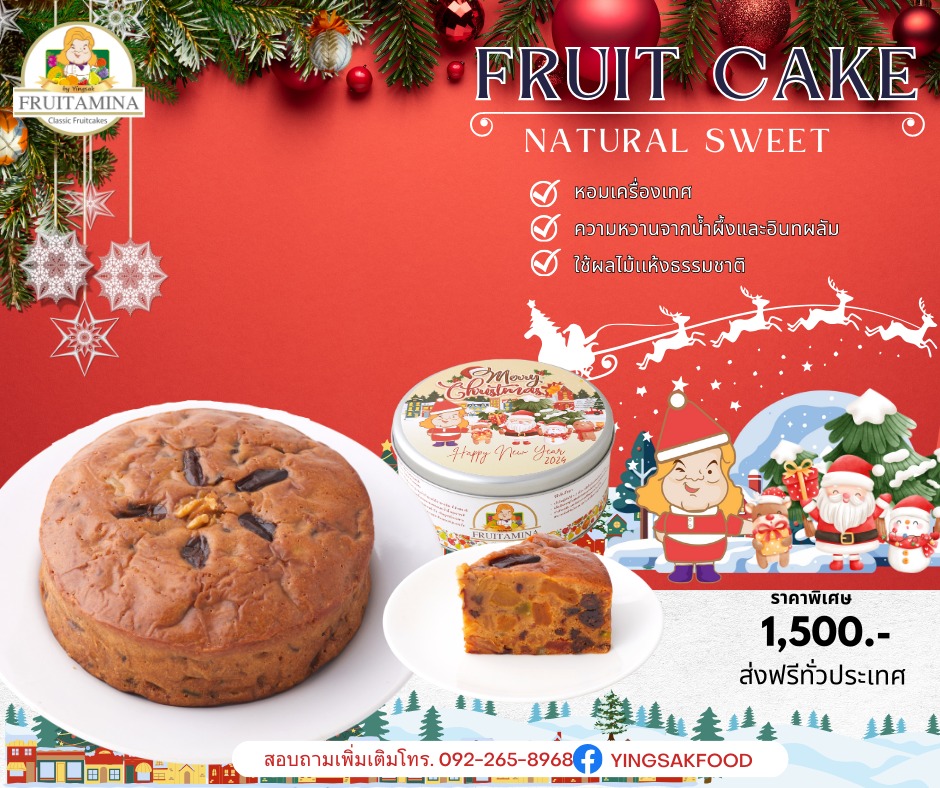 by Yingsak
FRUITAMINA
Classic Fruitcakes
FRUIT CAKE
NATURAL SWEET
หอมเครื่องเทศ
ความหวานจากน้ำผึ้งและอินทผลัม
ใช้ผลไม้แห้งธรรมชาติ
Merry
Christmas
Happy New Year
2024
FRUITAMINA
ราคาพิเศษ
1,500.-
ส่งฟรีทั่วประเทศ
สอบถามเพิ่มเติมโทร. 092-265-8968
YINGSAKFOOD